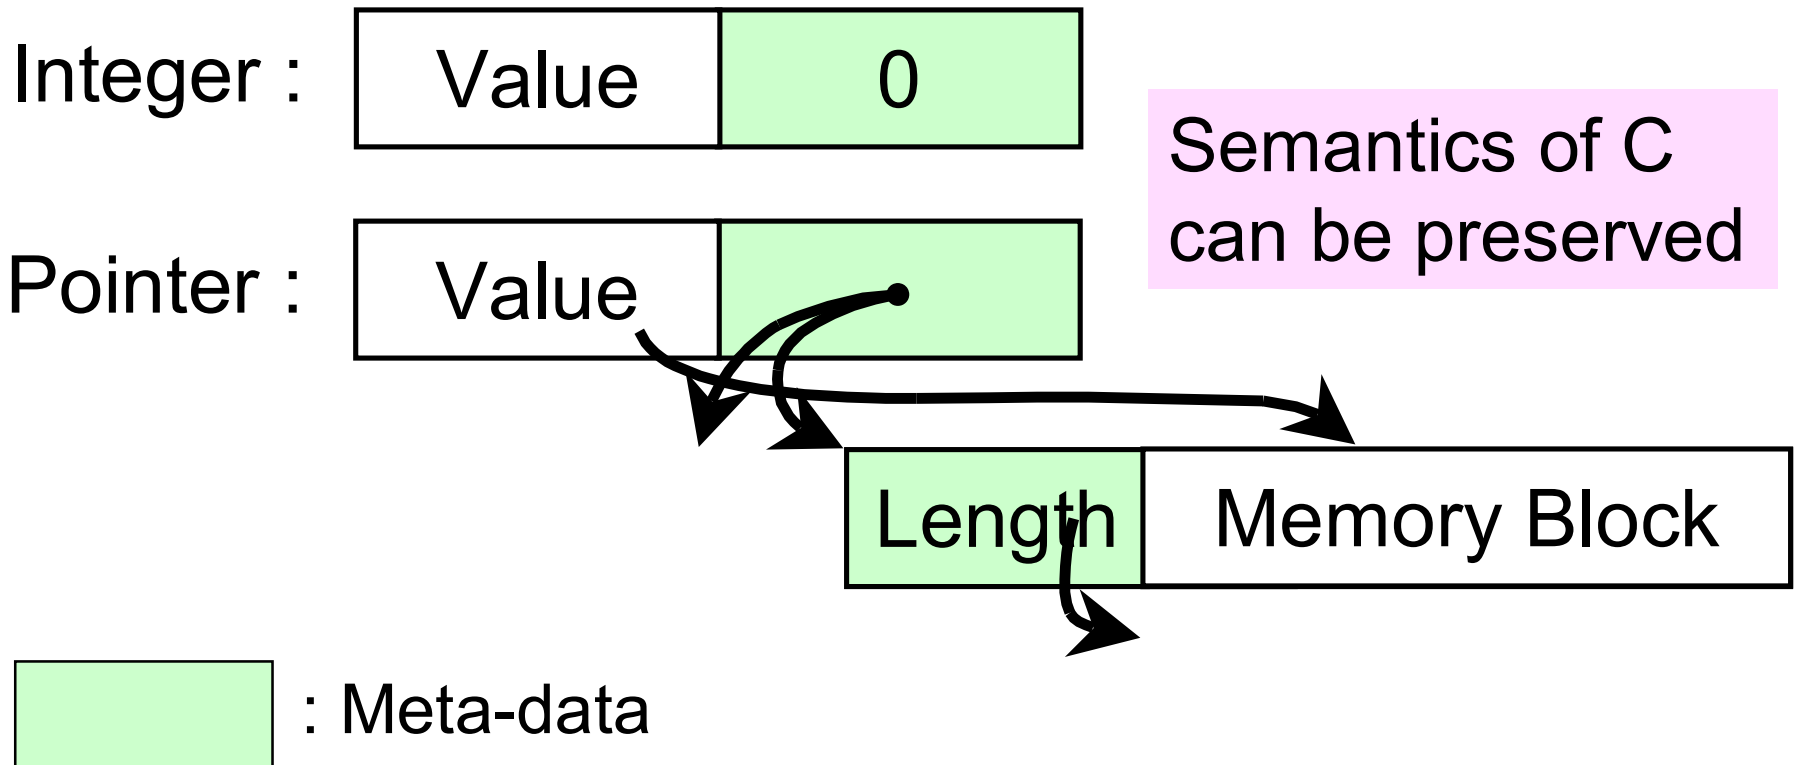 Integer : Value 0
Semantics of C
can be preserved
Pointer : Value
Length Memory Block
: Meta-data